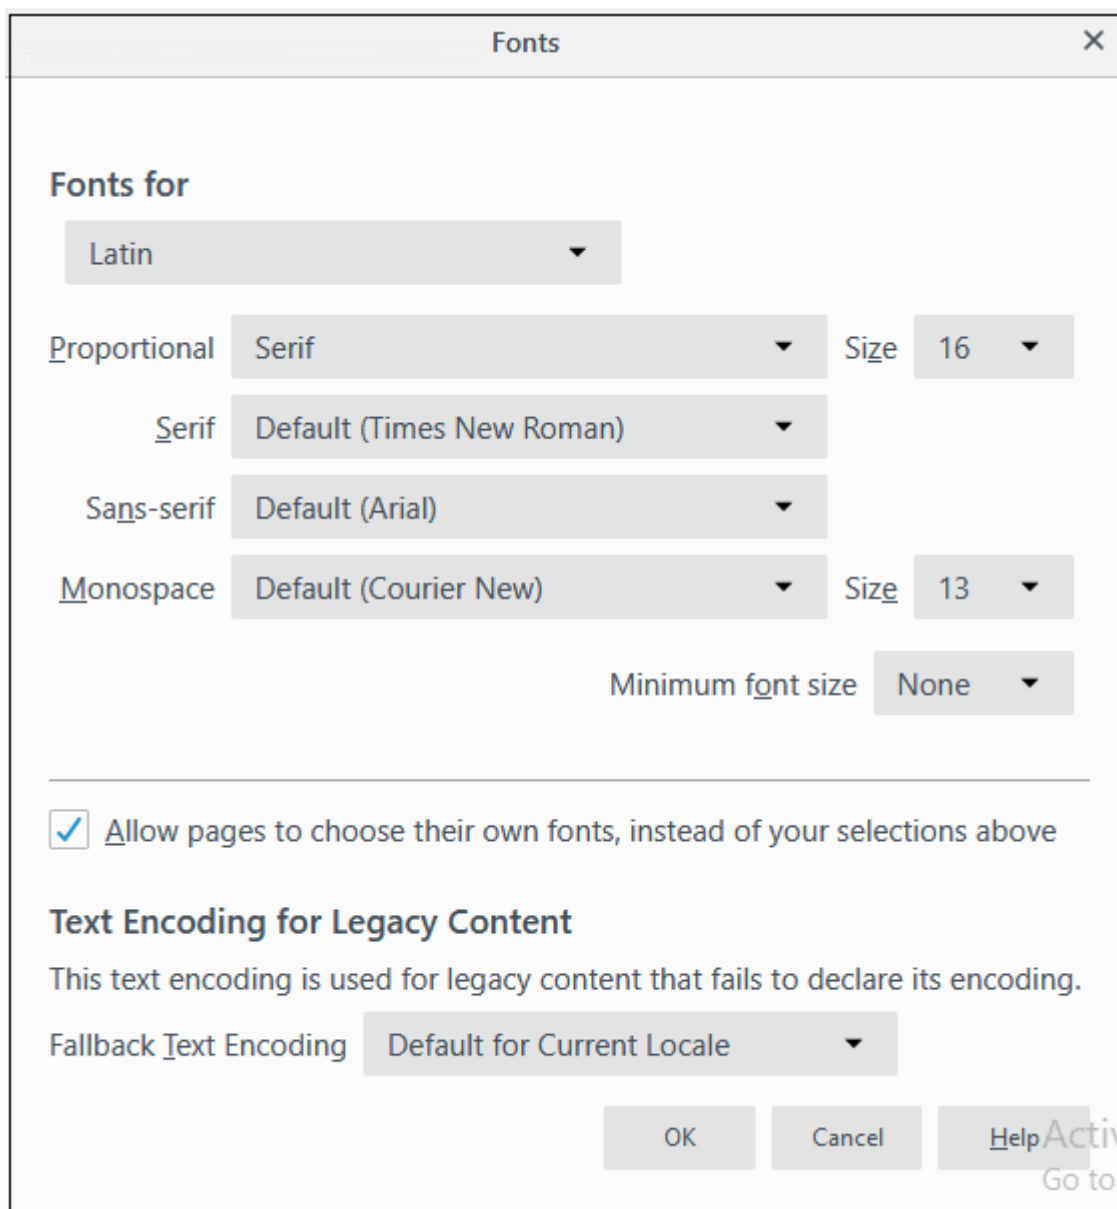 Fonts
Fonts for
Latin
Proportional Serif Size 16
Serif Default (Times New Roman)
Sans-serif Default (Arial)
Monospace Default (Courier New) Size 13
Minimum font size None
Allow pages to choose their own fonts, instead of your selections above
Text Encoding for Legacy Content
This text encoding is used for legacy content that fails to declare its encoding.
Fallback Text Encoding Default for Current Locale
OK Cancel Help
Go to